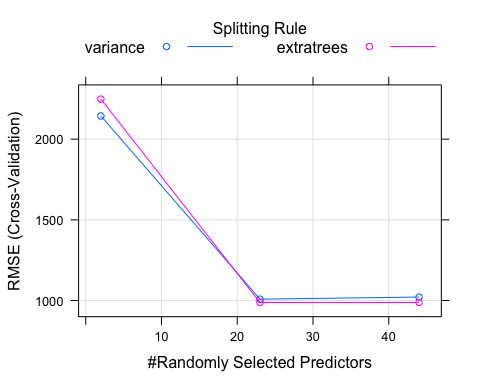 Splitting Rule
variance extratrees
RMSE (Cross-Validation)
2000
1500
1000
10 20 30 40
#Randomly Selected Predictors